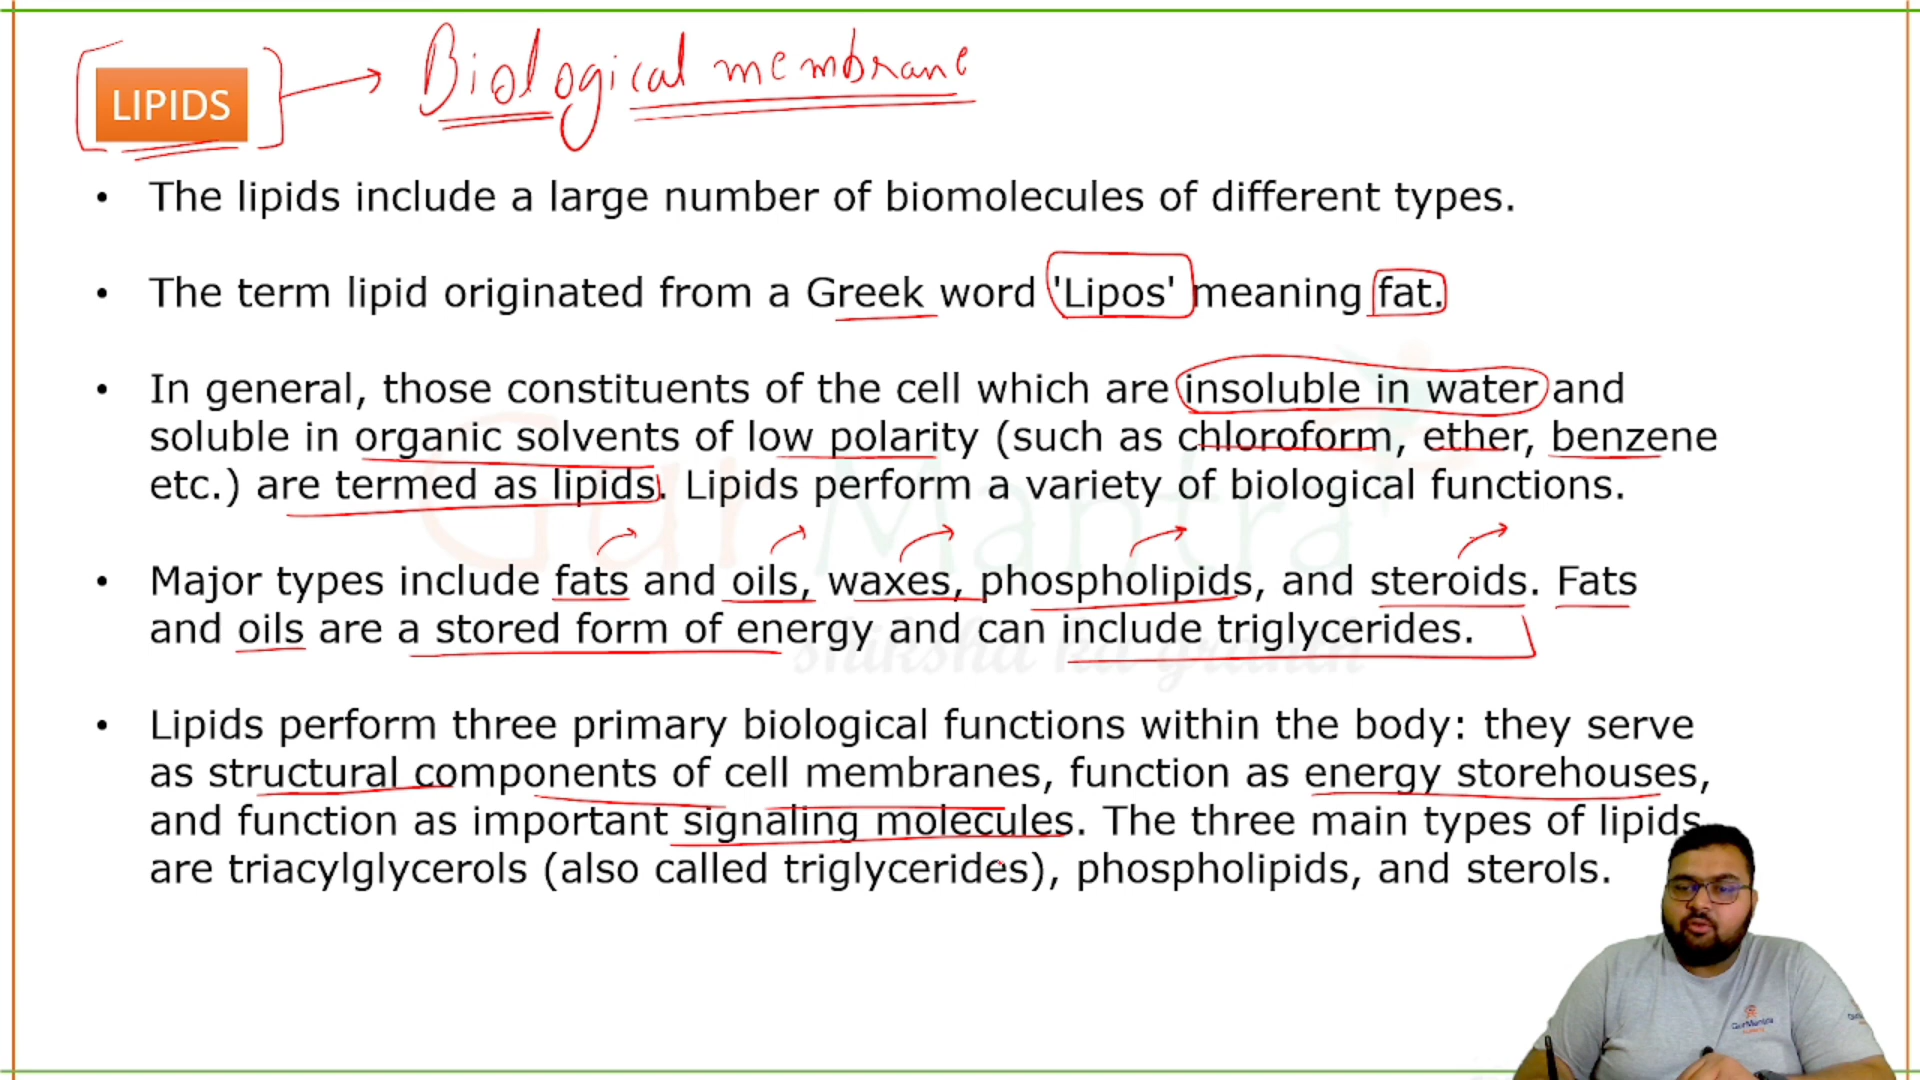 LIPIDS
Biological membrane
• The lipids include a large number of biomolecules of different types.
• The term lipid originated from a Greek word 'Lipos' meaning fat.
• In general, those constituents of the cell which are insoluble in water and
soluble in organic solvents of low polarity (such as chloroform, ether, benzene
etc.) are termed as lipids. Lipids perform a variety of biological functions.
• Major types include fats and oils, waxes, phospholipids, and steroids. Fats
and oils are a stored form of energy and can include triglycerides.
• Lipids perform three primary biological functions within the body: they serve
as structural components of cell membranes, function as energy storehouses,
and function as important signaling molecules. The three main types of lipids
are triacylglycerols (also called triglycerides), phospholipids, and sterols.
GurMantra
shiksha ka granth
GurMantra